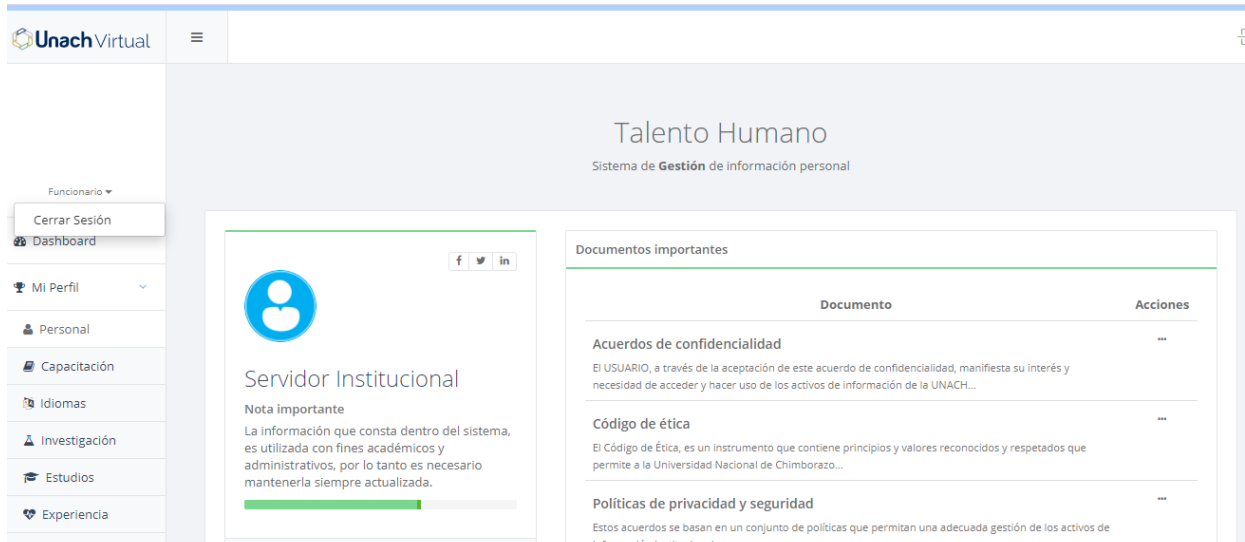 Unach Virtual
Talento Humano
Sistema de Gestión de información personal
Funcionario
Cerrar Sesión
Dashboard
Mi Perfil
Personal
Capacitación
Idiomas
Investigación
Estudios
Experiencia
f
in
Servidor Institucional
Nota importante
La información que consta dentro del sistema,
es utilizada con fines académicos y
administrativos, por lo tanto es necesario
mantenerla siempre actualizada.
Documentos importantes
Documento Acciones
Acuerdos de confidencialidad
El USUARIO, a través de la aceptación de este acuerdo de confidencialidad, manifiesta su interés y
necesidad de acceder y hacer uso de los activos de información de la UNACH...
Código de ética
El Código de Ética, es un instrumento que contiene principios y valores reconocidos y respetados que
permite a la Universidad Nacional de Chimborazo...
Políticas de privacidad y seguridad
Estos acuerdos se basan en un conjunto de políticas que permitan una adecuada gestión de los activos de